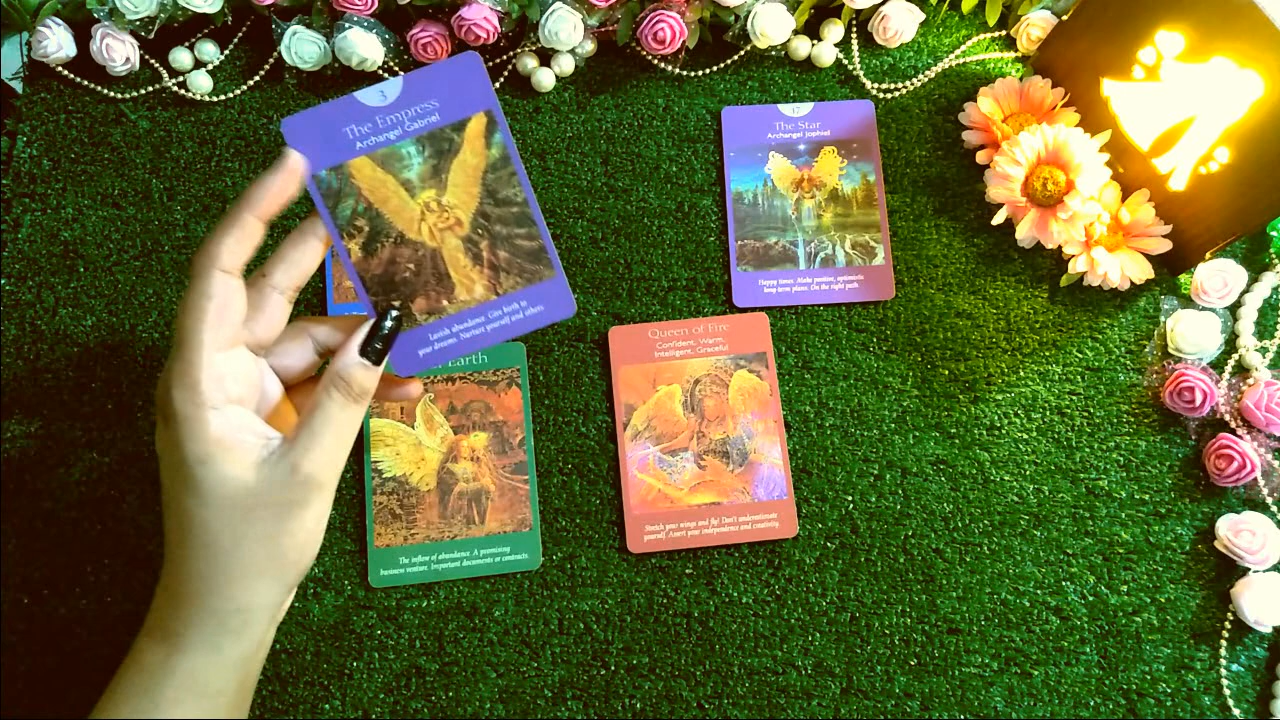 3
The Empress
Archangel Gabriel
Lavish abundance. Give birth to
your dreams. Nurture yourself and others
17
The Star
Archangel Jophiel
Happy times. Make positive, optimistic
long-term plans. On the right path.
Earth
The inflow of abundance. A promising
business venture. Important documents or contracts.
Queen of Fire
Confident, Warm,
Intelligent, Graceful
Stretch your wings and fly! Don't underestimate
yourself. Assert your independence and creativity.